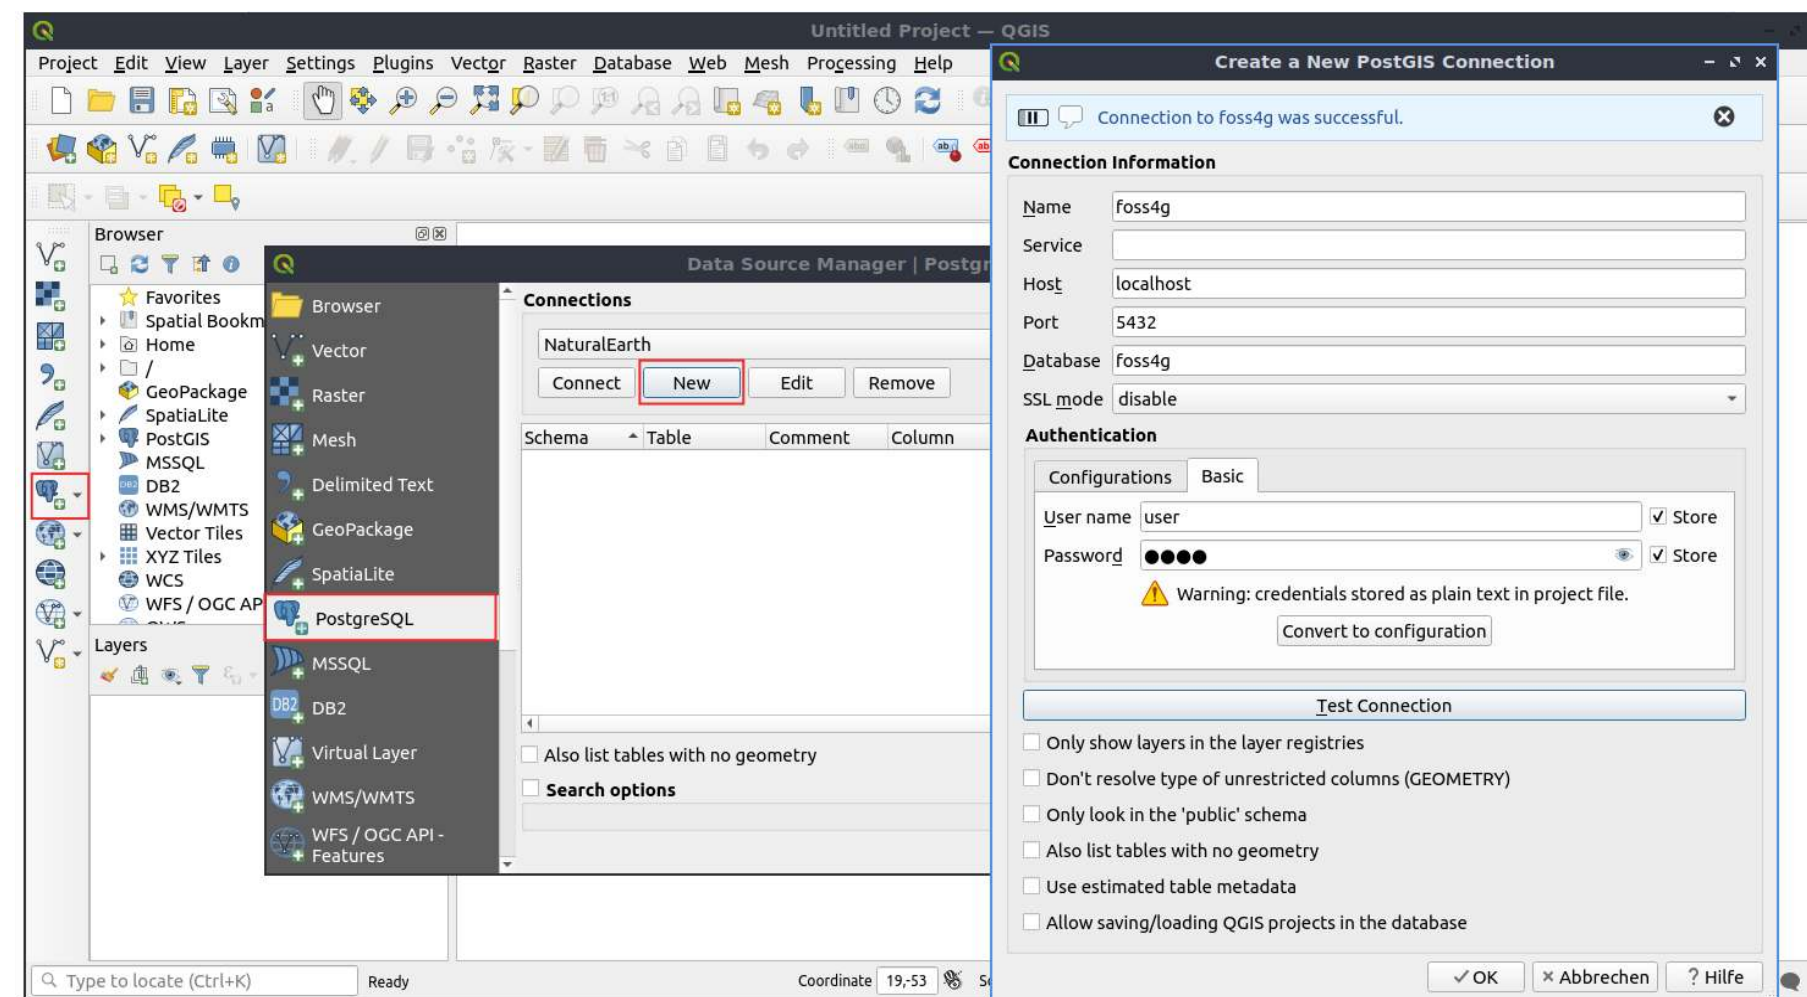 Untitled Project — QGIS
Project Edit View Layer Settings Plugins Vector Raster Database Web Mesh Processing Help
Browser
Favorites
Spatial Bookm
Home
/
GeoPackage
SpatiaLite
PostGIS
MSSQL
DB2
WMS/WMTS
Vector Tiles
XYZ Tiles
WCS
WFS / OGC AP
Layers
Data Source Manager | Postgr
Browser
Vector
Raster
Mesh
Delimited Text
GeoPackage
SpatiaLite
PostgreSQL
MSSQL
DB2
DB2
Virtual Layer
WMS/WMTS
WFS / OGC API -
Features
Connections
NaturalEarth
Connect New Edit Remove
Schema Table Comment Column
Also list tables with no geometry
Search options
Create a New PostGIS Connection
Connection to foss4g was successful.
Connection Information
Name foss4g
Service
Host localhost
Port 5432
Database foss4g
SSL mode disable
Authentication
Configurations Basic
User name user Store
Password ●●●● Store
Warning: credentials stored as plain text in project file.
Convert to configuration
Test Connection
Only show layers in the layer registries
Don't resolve type of unrestricted columns (GEOMETRY)
Only look in the 'public' schema
Also list tables with no geometry
Use estimated table metadata
Allow saving/loading QGIS projects in the database
OK Abbrechen ? Hilfe
Type to locate (Ctrl+K) Ready Coordinate 19,-53